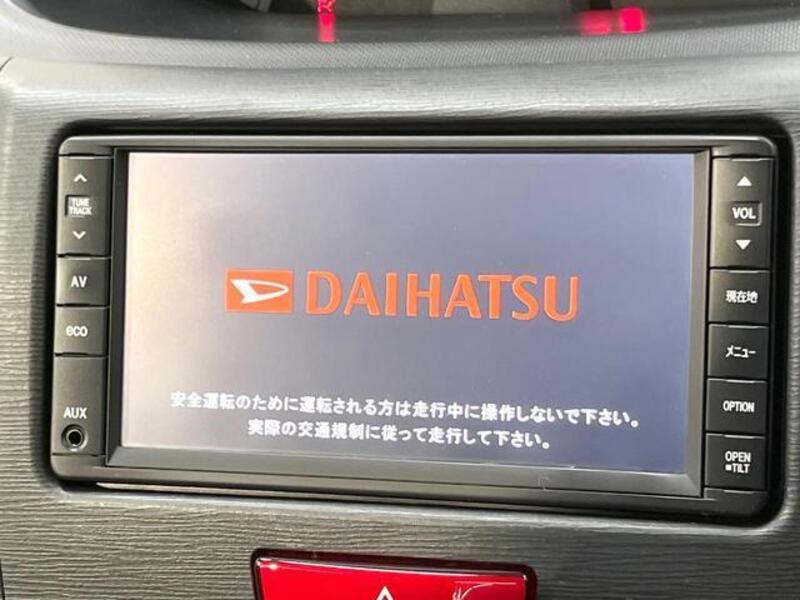 TUNE
TRACK
AV
eco
AUX
DAIHATSU
安全運転のために運転される方は走行中に操作しないで下さい。
実際の交通規制に従って走行して下さい。
VOL
現在地
メニュー
OPTION
OPEN
■TILT